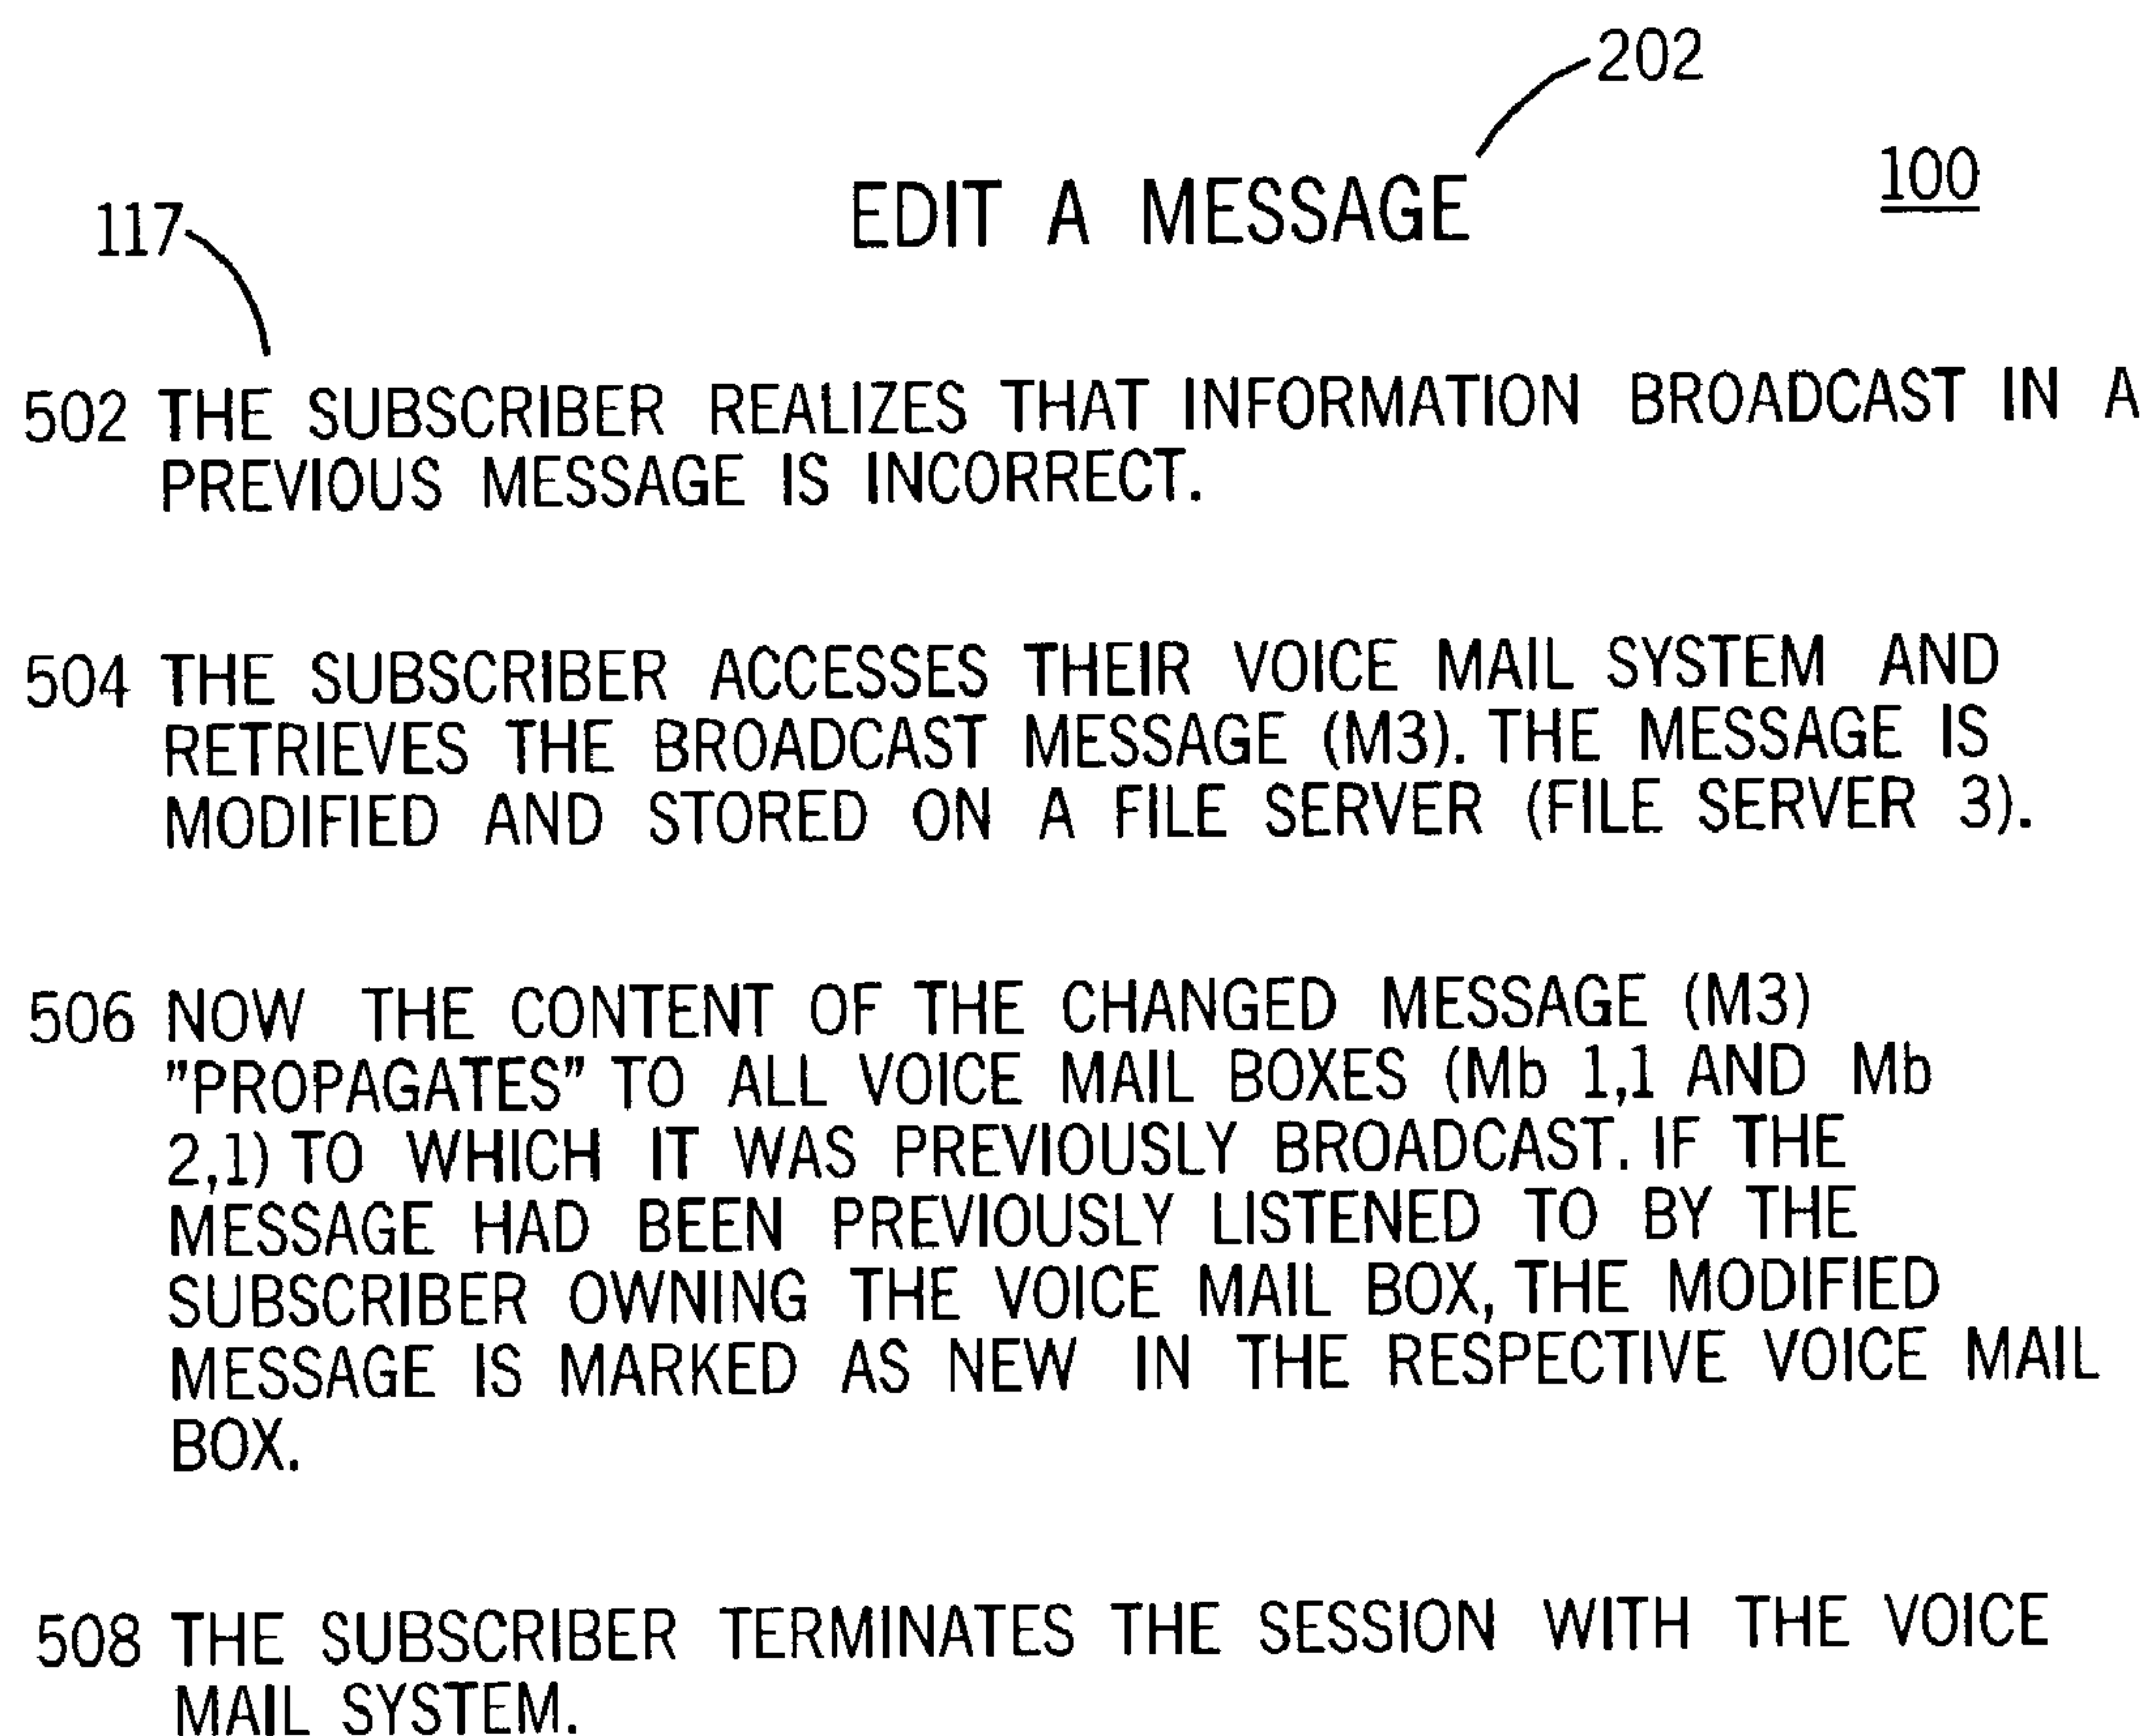 202
EDIT A MESSAGE
100
117
502 THE SUBSCRIBER REALIZES THAT INFORMATION BROADCAST IN A
PREVIOUS MESSAGE IS INCORRECT.
504 THE SUBSCRIBER ACCESSES THEIR VOICE MAIL SYSTEM AND
RETRIEVES THE BROADCAST MESSAGE (M3). THE MESSAGE IS
MODIFIED AND STORED ON A FILE SERVER (FILE SERVER 3).
506 NOW THE CONTENT OF THE CHANGED MESSAGE (M3)
"PROPAGATES" TO ALL VOICE MAIL BOXES (Mb 1,1 AND Mb
2,1) TO WHICH IT WAS PREVIOUSLY BROADCAST. IF THE
MESSAGE HAD BEEN PREVIOUSLY LISTENED TO BY THE
SUBSCRIBER OWNING THE VOICE MAIL BOX, THE MODIFIED
MESSAGE IS MARKED AS NEW IN THE RESPECTIVE VOICE MAIL
BOX.
508 THE SUBSCRIBER TERMINATES THE SESSION WITH THE VOICE
MAIL SYSTEM.